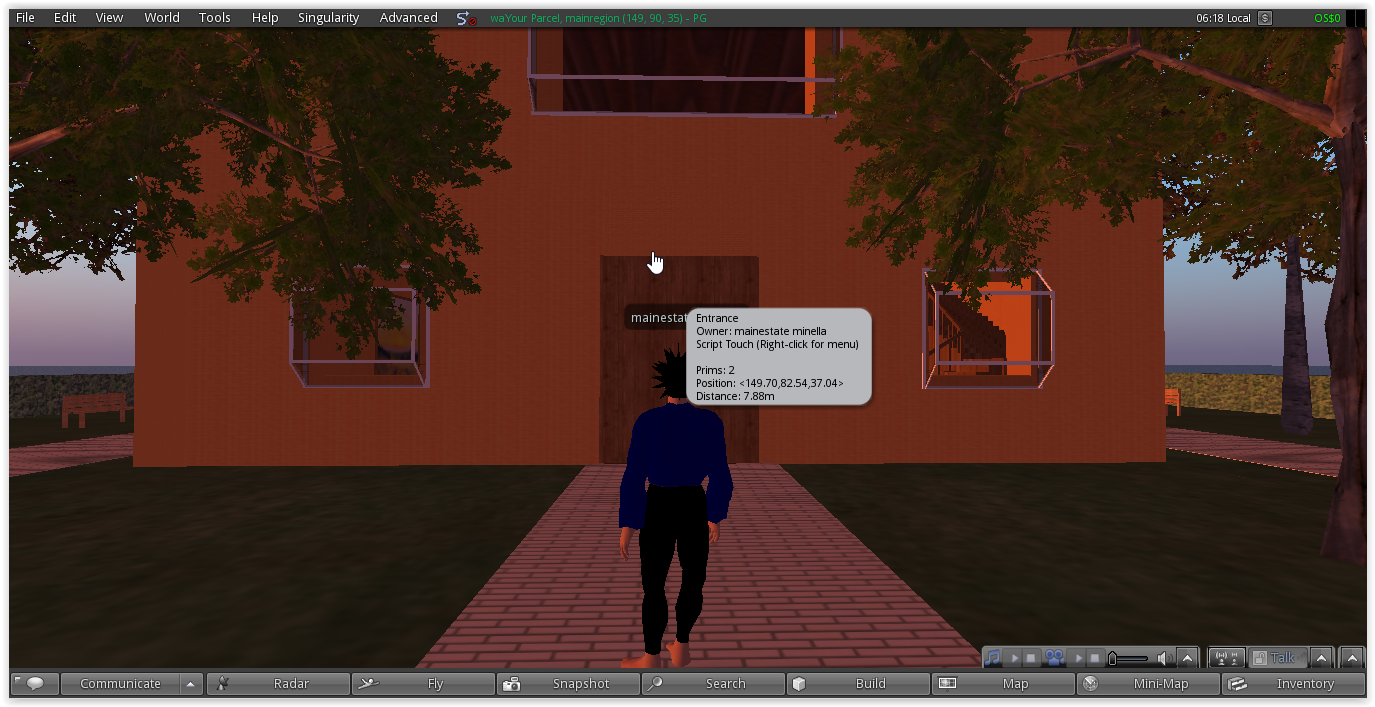 File Edit View World Tools Help Singularity Advanced waYour Parcel, mainregion (149, 90, 35) - PG 06:18 Local $ OS$0
mainestat
Entrance
Owner: mainestate minella
Script Touch (Right-click for menu)
Prims: 2
Position: <149.70,82.54,37.04>
Distance: 7.88m
Talk
Communicate Radar Fly Snapshot Search Build Map Mini-Map Inventory